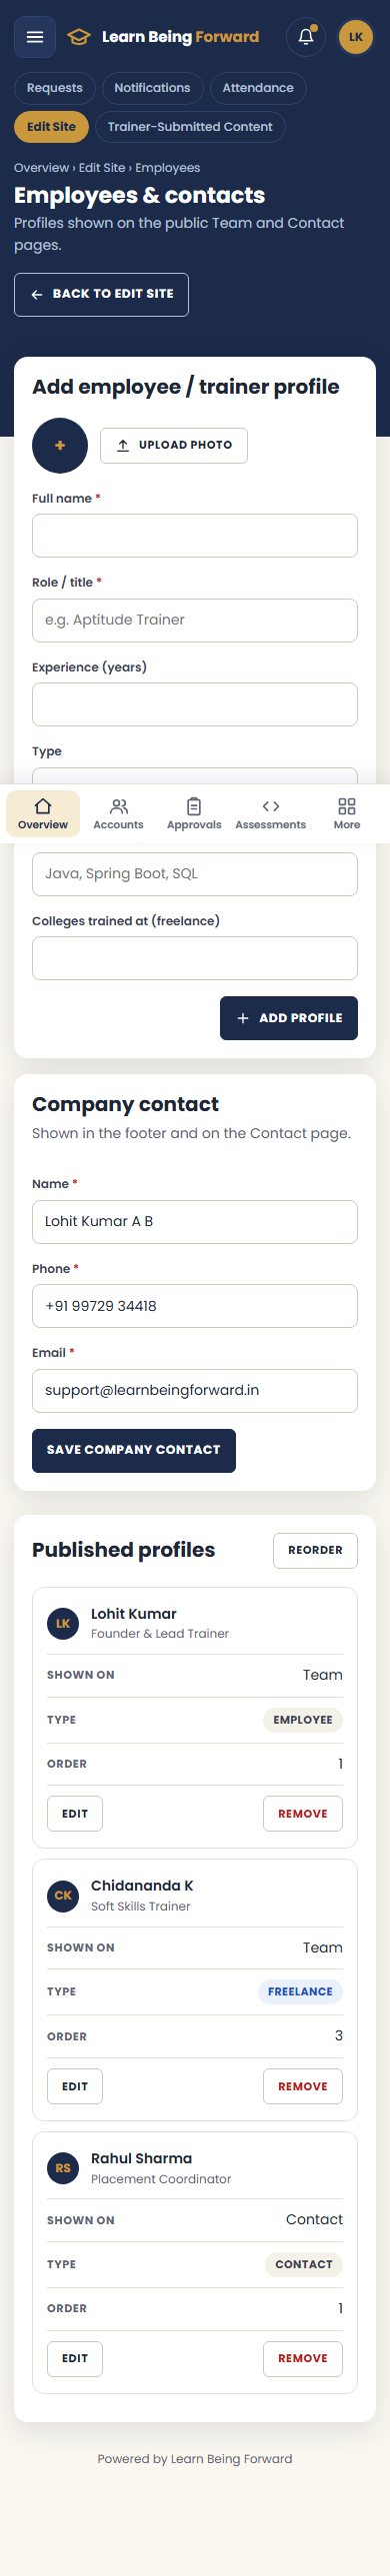 Learn Being Forward
LK
Requests
Notifications
Attendance
Edit Site
Trainer-Submitted Content
Overview › Edit Site › Employees
Employees & contacts
Profiles shown on the public Team and Contact
pages.
← BACK TO EDIT SITE
Add employee / trainer profile
+
UPLOAD PHOTO
Full name *
Role / title *
e.g. Aptitude Trainer
Experience (years)
Type
Overview
Accounts
Approvals
Assessments
More
Java, Spring Boot, SQL
Colleges trained at (freelance)
+ ADD PROFILE
Company contact
Shown in the footer and on the Contact page.
Name *
Lohit Kumar A B
Phone *
+91 99729 34418
Email *
support@learnbeingforward.in
SAVE COMPANY CONTACT
Published profiles
REORDER
LK
Lohit Kumar
Founder & Lead Trainer
SHOWN ON
Team
TYPE
EMPLOYEE
ORDER
1
EDIT
REMOVE
CK
Chidananda K
Soft Skills Trainer
SHOWN ON
Team
TYPE
FREELANCE
ORDER
3
EDIT
REMOVE
RS
Rahul Sharma
Placement Coordinator
SHOWN ON
Contact
TYPE
CONTACT
ORDER
1
EDIT
REMOVE
Powered by Learn Being Forward